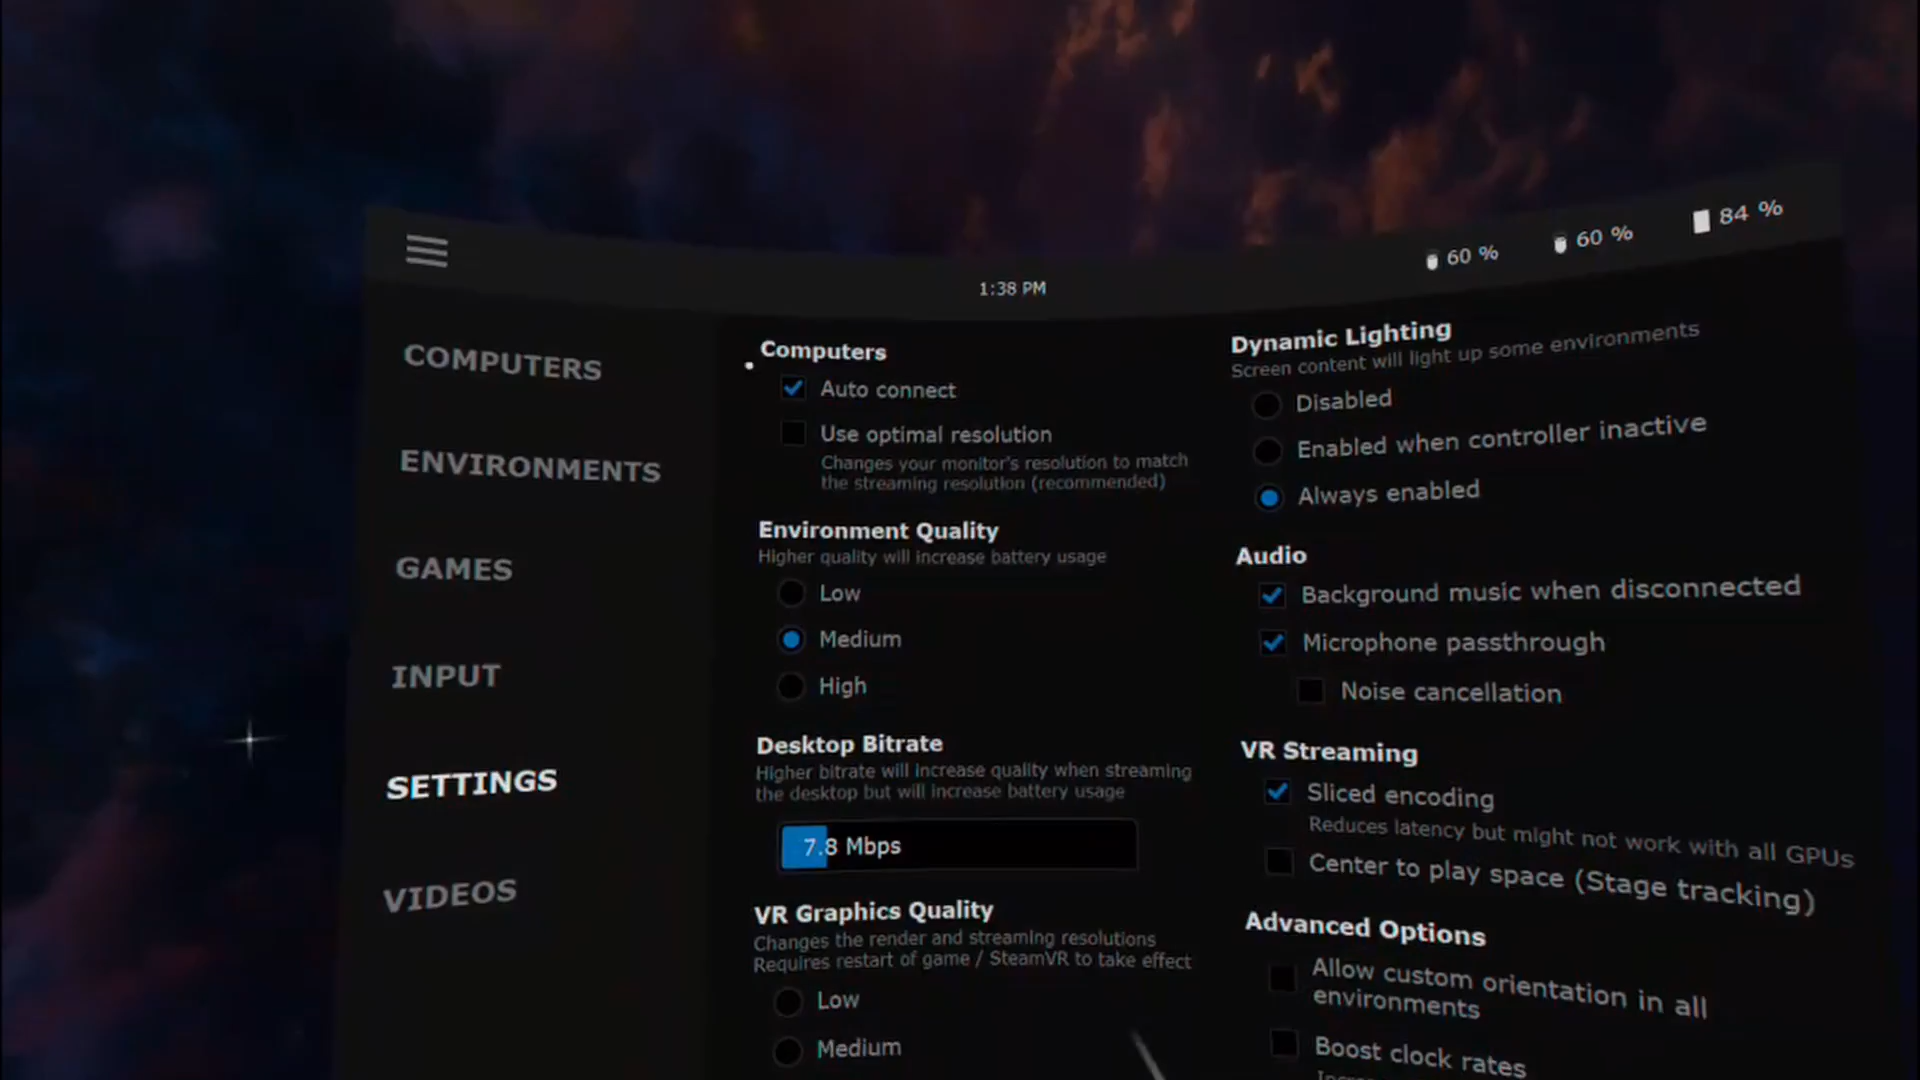 1:38 PM
60 %
60 %
84 %
COMPUTERS
ENVIRONMENTS
GAMES
INPUT
SETTINGS
VIDEOS
Computers
Auto connect
Use optimal resolution
Changes your monitor's resolution to match
the streaming resolution (recommended)
Environment Quality
Higher quality will increase battery usage
Low
Medium
High
Desktop Bitrate
Higher bitrate will increase quality when streaming
the desktop but will increase battery usage
7.8 Mbps
VR Graphics Quality
Changes the render and streaming resolutions
Requires restart of game / SteamVR to take effect
Low
Medium
Dynamic Lighting
Screen content will light up some environments
Disabled
Enabled when controller inactive
Always enabled
Audio
Background music when disconnected
Microphone passthrough
Noise cancellation
VR Streaming
Sliced encoding
Reduces latency but might not work with all GPUs
Center to play space (Stage tracking)
Advanced Options
Allow custom orientation in all
environments
Boost clock rates